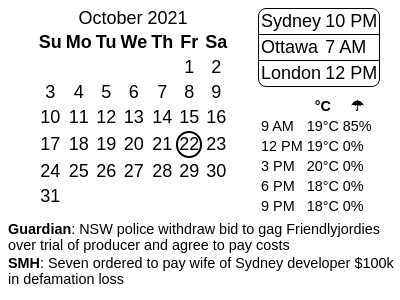 October 2021
Su Mo Tu We Th Fr Sa
1 2
3 4 5 6 7 8 9
10 11 12 13 14 15 16
17 18 19 20 21 22 23
24 25 26 27 28 29 30
31
Sydney 10 PM
Ottawa 7 AM
London 12 PM
°C ☂
9 AM 19°C 85%
12 PM 19°C 0%
3 PM 20°C 0%
6 PM 18°C 0%
9 PM 18°C 0%
Guardian: NSW police withdraw bid to gag Friendlyjordies
over trial of producer and agree to pay costs
SMH: Seven ordered to pay wife of Sydney developer $100k
in defamation loss